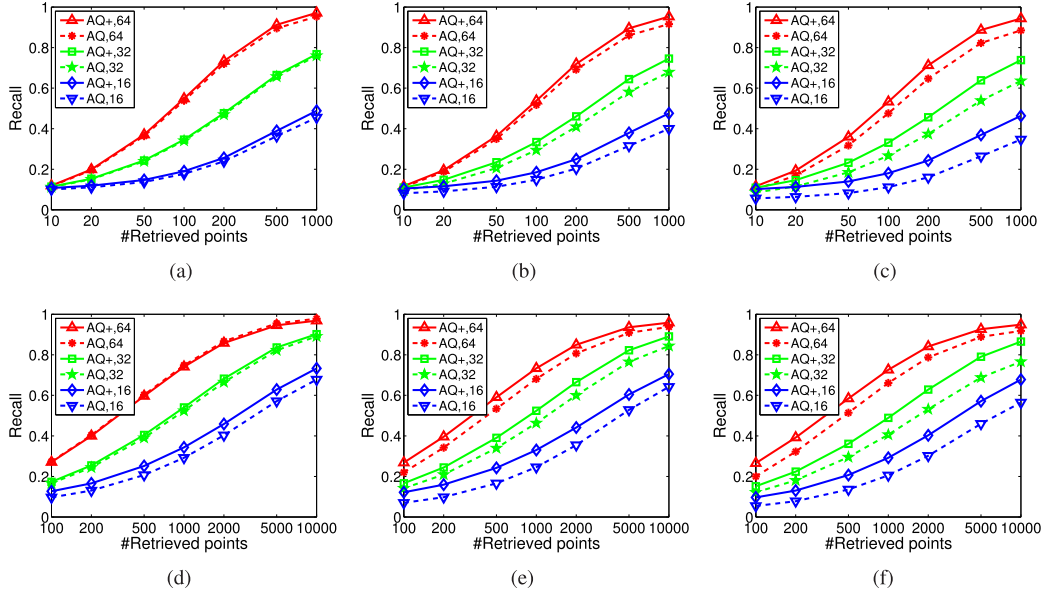 1
0.8
0.6
0.4
0.2
0
Recall
AQ+,64
AQ,64
AQ+,32
AQ,32
AQ+,16
AQ,16
10 20 50 100 200 500 1000
#Retrieved points
(a)
1
0.8
0.6
0.4
0.2
0
Recall
AQ+,64
AQ,64
AQ+,32
AQ,32
AQ+,16
AQ,16
10 20 50 100 200 500 1000
#Retrieved points
(b)
1
0.8
0.6
0.4
0.2
0
Recall
AQ+,64
AQ,64
AQ+,32
AQ,32
AQ+,16
AQ,16
10 20 50 100 200 500 1000
#Retrieved points
(c)
1
0.8
0.6
0.4
0.2
0
Recall
AQ+,64
AQ,64
AQ+,32
AQ,32
AQ+,16
AQ,16
100 200 500 1000 2000 5000 10000
#Retrieved points
(d)
1
0.8
0.6
0.4
0.2
0
Recall
AQ+,64
AQ,64
AQ+,32
AQ,32
AQ+,16
AQ,16
100 200 500 1000 2000 5000 10000
#Retrieved points
(e)
1
0.8
0.6
0.4
0.2
0
Recall
AQ+,64
AQ,64
AQ+,32
AQ,32
AQ+,16
AQ,16
100 200 500 1000 2000 5000 10000
#Retrieved points
(f)